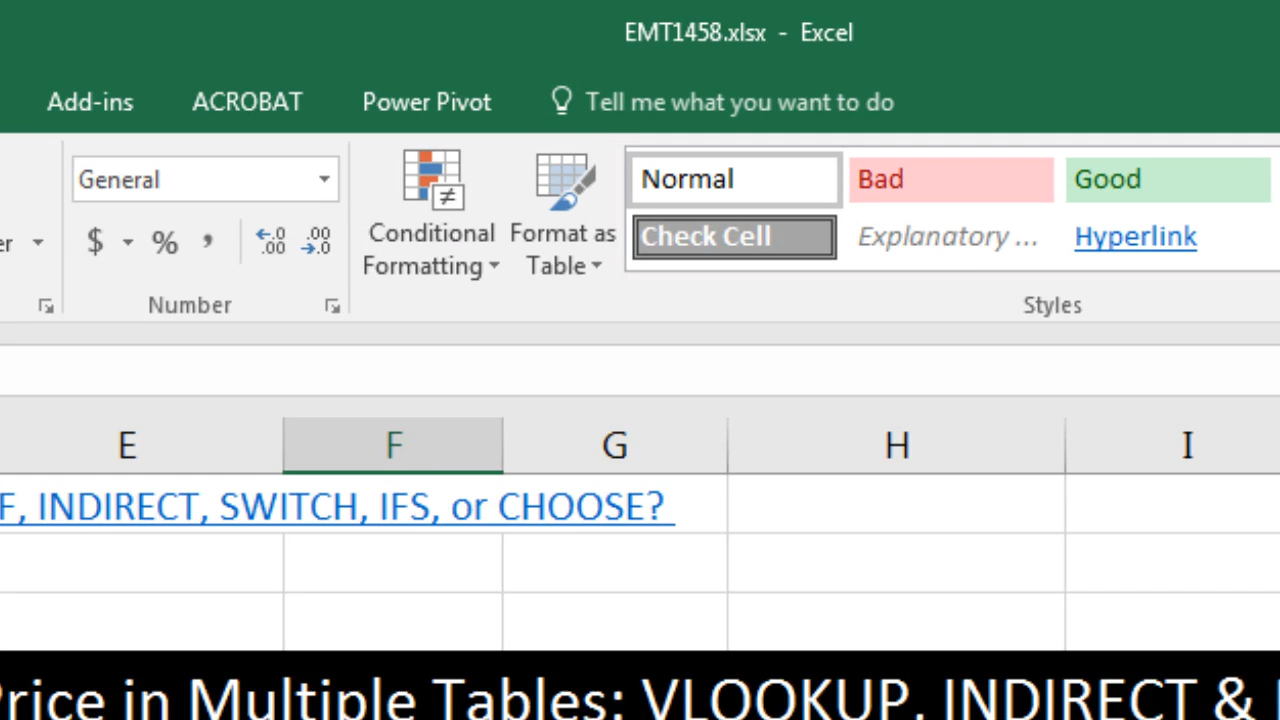 EMT1458.xlsx - Excel
Add-ins ACROBAT Power Pivot Tell me what you want to do
General
Normal Bad Good
$ % , .0 .00 .00 .0
Conditional Formatting
Format as Table
Check Cell Explanatory ... Hyperlink
Number Styles
E F G H I
F, INDIRECT, SWITCH, IFS, or CHOOSE?
Price in Multiple Tables: VLOOKUP, INDIRECT &